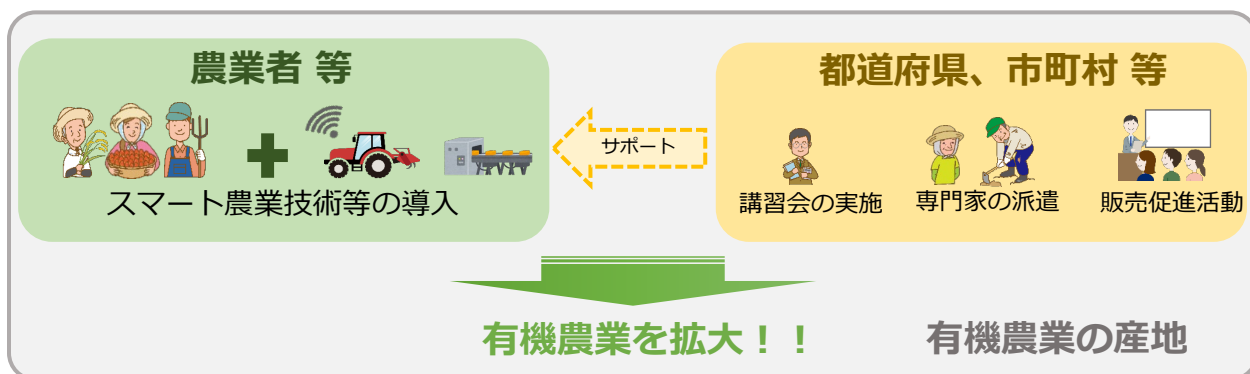 農業者 等
スマート農業技術等の導入
サポート
都道府県、市町村 等
講習会の実施
専門家の派遣
販売促進活動
有機農業を拡大！！
有機農業の産地